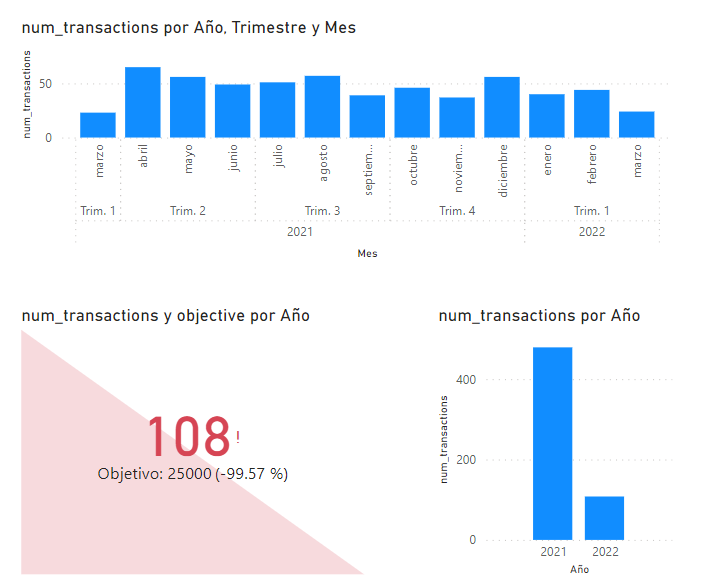 num_transactions por Año, Trimestre y Mes
num_transactions
50
0
marzo
abril
mayo
junio
julio
agosto
septiem...
octubre
noviem...
diciembre
enero
febrero
marzo
Trim. 1 Trim. 2 Trim. 3 Trim. 4 Trim. 1
2021 2022
Mes
num_transactions y objective por Año
108!
Objetivo: 25000 (-99.57 %)
num_transactions por Año
num_transactions
400
200
0
2021 2022
Año